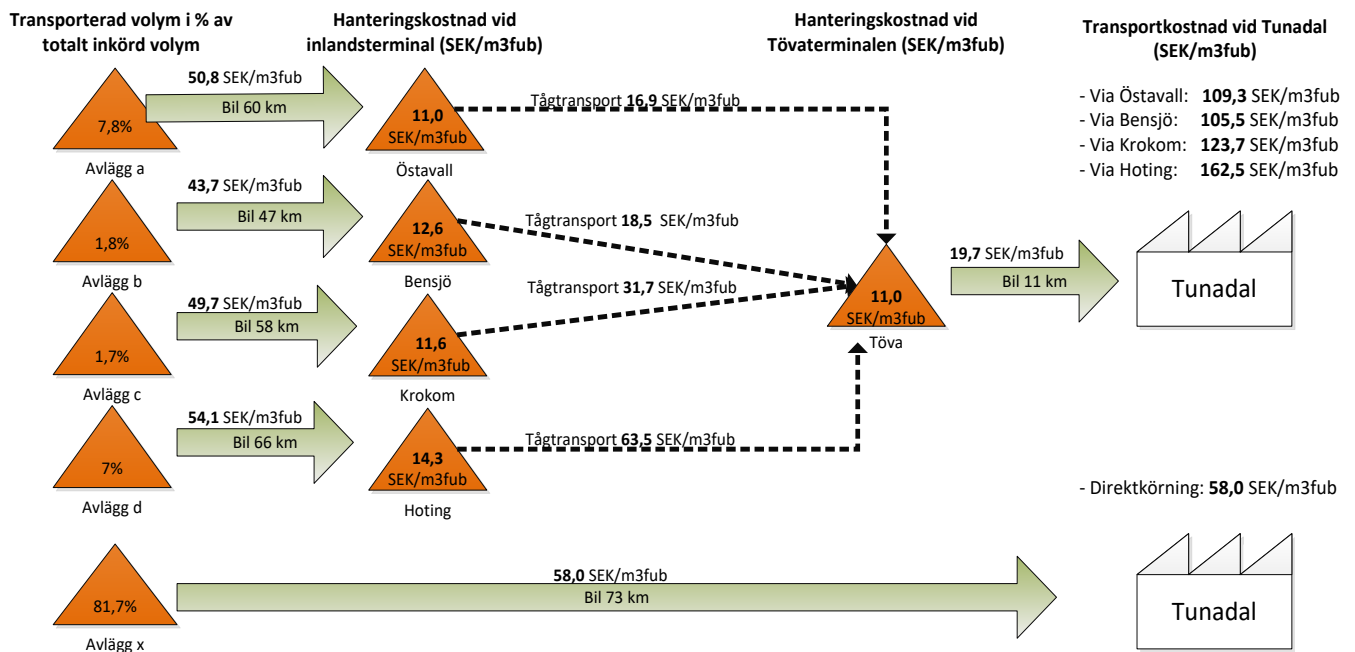 Transporterad volym i % av
totalt inkörd volym
Hanteringskostnad vid
inlandsterminal (SEK/m3fub)
Hanteringskostnad vid
Tövaterminalen (SEK/m3fub)
Transportkostnad vid Tunadal
(SEK/m3fub)
- Via Östavall: 109,3 SEK/m3fub
- Via Bensjö: 105,5 SEK/m3fub
- Via Krokom: 123,7 SEK/m3fub
- Via Hoting: 162,5 SEK/m3fub
7,8%
Avlägg a
50,8 SEK/m3fub
Bil 60 km
11,0
SEK/m3fub
Östavall
Tågtransport 16,9 SEK/m3fub
1,8%
Avlägg b
43,7 SEK/m3fub
Bil 47 km
12,6
SEK/m3fub
Bensjö
Tågtransport 18,5 SEK/m3fub
1,7%
Avlägg c
49,7 SEK/m3fub
Bil 58 km
11,6
SEK/m3fub
Krokom
Tågtransport 31,7 SEK/m3fub
7%
Avlägg d
54,1 SEK/m3fub
Bil 66 km
14,3
SEK/m3fub
Hoting
Tågtransport 63,5 SEK/m3fub
11,0
SEK/m3fub
Töva
19,7 SEK/m3fub
Bil 11 km
Tunadal
81,7%
Avlägg x
58,0 SEK/m3fub
Bil 73 km
- Direktkörning: 58,0 SEK/m3fub
Tunadal